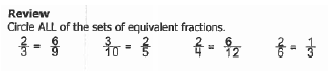 Review
Circle ALL of the sets of equivalent fractions.
2/3 = 6/9 3/10 = 2/5 2/4 = 6/12 2/6 = 1/3